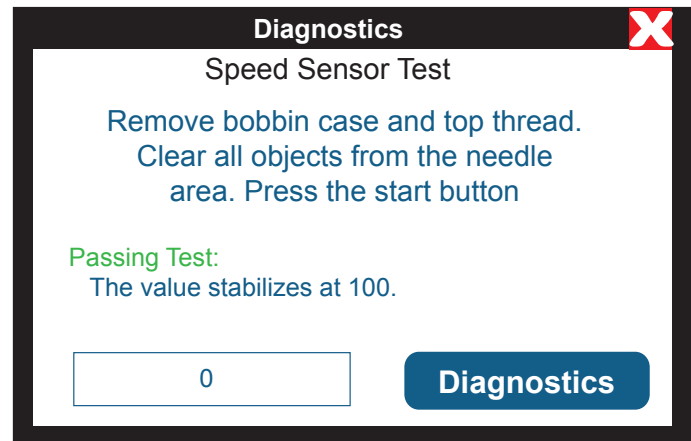 Diagnostics
Speed Sensor Test
Remove bobbin case and top thread.
Clear all objects from the needle
area. Press the start button
Passing Test:
The value stabilizes at 100.
0
Diagnostics